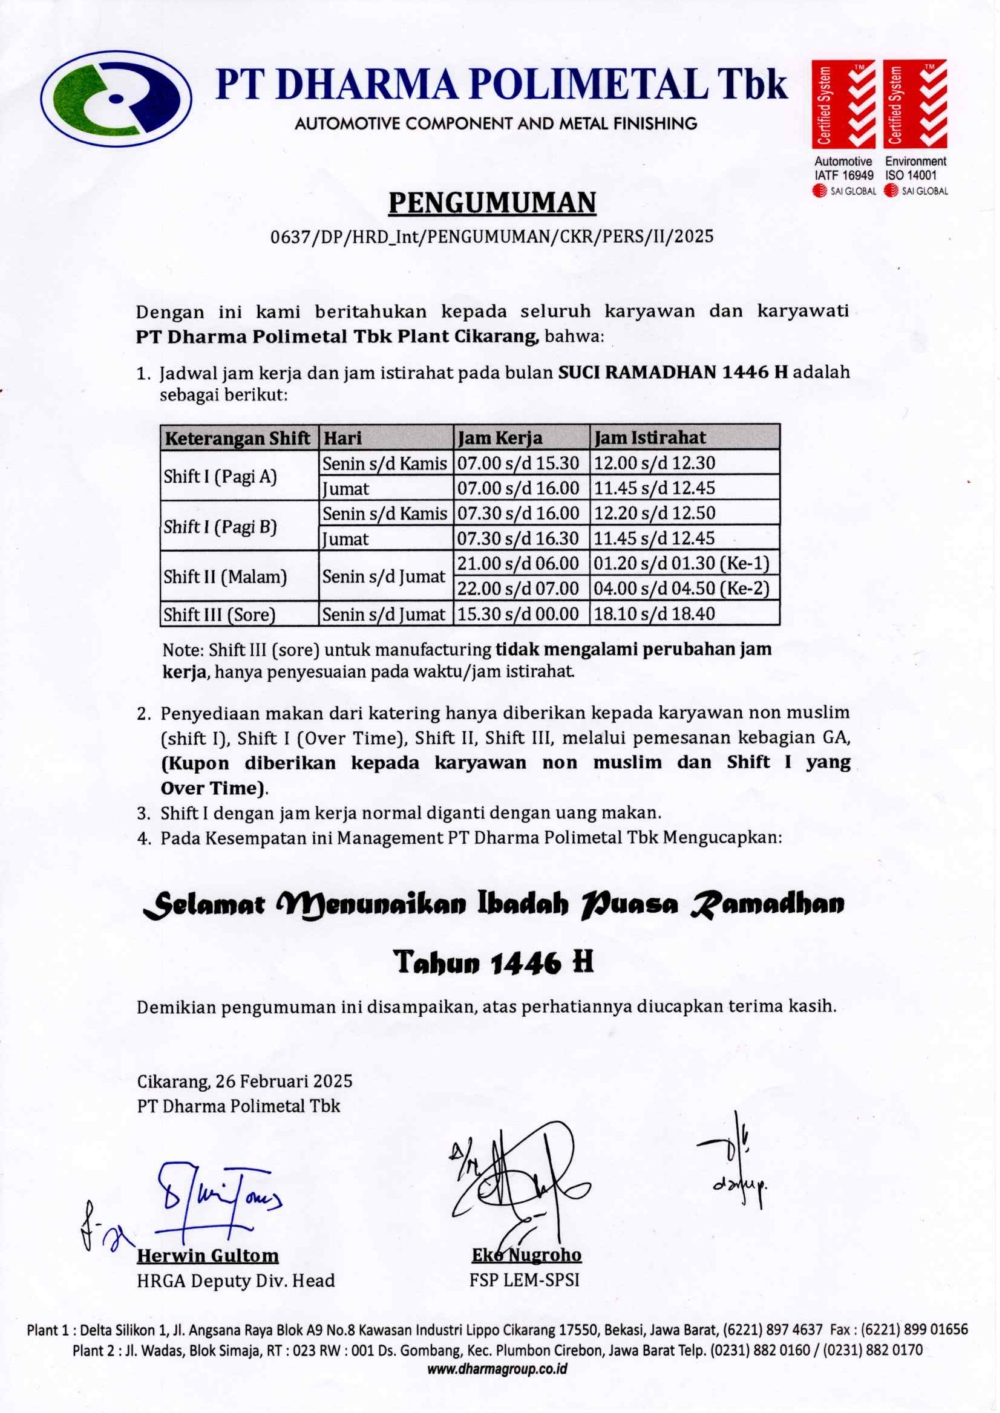 PT DHARMA POLIMETAL Tbk
AUTOMOTIVE COMPONENT AND METAL FINISHING
Certified System
TM
Certified System
TM
Automotive
IATF 16949
SAI GLOBAL
Environment
ISO 14001
SAI GLOBAL
PENGUMUMAN
0637/DP/HRD_Int/PENGUMUMAN/CKR/PERS/II/2025
Dengan ini kami beritahukan kepada seluruh karyawan dan karyawati
PT Dharma Polimetal Tbk Plant Cikarang, bahwa:
1. Jadwal jam kerja dan jam istirahat pada bulan SUCI RAMADHAN 1446 H adalah
sebagai berikut:
Keterangan Shift Hari Jam Kerja Jam Istirahat
Shift I (Pagi A) Senin s/d Kamis 07.00 s/d 15.30 12.00 s/d 12.30
Jumat 07.00 s/d 16.00 11.45 s/d 12.45
Shift I (Pagi B) Senin s/d Kamis 07.30 s/d 16.00 12.20 s/d 12.50
Jumat 07.30 s/d 16.30 11.45 s/d 12.45
Shift II (Malam) Senin s/d Jumat 21.00 s/d 06.00 01.20 s/d 01.30 (Ke-1)
22.00 s/d 07.00 04.00 s/d 04.50 (Ke-2)
Shift III (Sore) Senin s/d Jumat 15.30 s/d 00.00 18.10 s/d 18.40
Note: Shift III (sore) untuk manufacturing tidak mengalami perubahan jam
kerja, hanya penyesuaian pada waktu/jam istirahat.
2. Penyediaan makan dari katering hanya diberikan kepada karyawan non muslim
(shift I), Shift I (Over Time), Shift II, Shift III, melalui pemesanan kebagian GA,
(Kupon diberikan kepada karyawan non muslim dan Shift I yang
Over Time).
3. Shift I dengan jam kerja normal diganti dengan uang makan.
4. Pada Kesempatan ini Management PT Dharma Polimetal Tbk Mengucapkan:
Selamat Menunaikan Ibadah Puasa Ramadhan
Tahun 1446 H
Demikian pengumuman ini disampaikan, atas perhatiannya diucapkan terima kasih.
Cikarang, 26 Februari 2025
PT Dharma Polimetal Tbk
Herwin Gultom
HRGA Deputy Div. Head
Eko Nugroho
FSP LEM-SPSI
Plant 1 : Delta Silikon 1, Jl. Angsana Raya Blok A9 No.8 Kawasan Industri Lippo Cikarang 17550, Bekasi, Jawa Barat, (6221) 897 4637 Fax : (6221) 899 01656
Plant 2 : Jl. Wadas, Blok Simaja, RT : 023 RW : 001 Ds. Gombang, Kec. Plumbon Cirebon, Jawa Barat Telp. (0231) 882 0160 / (0231) 882 0170
www.dharmagroup.co.id